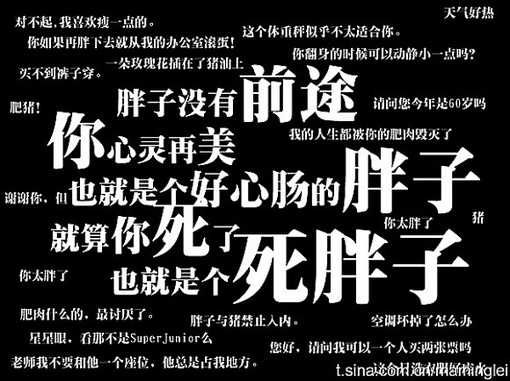 天气好热
对不起,我喜欢瘦一点的。
这个体重秤似乎不太适合你。
你如果再胖下去就从我的办公室滚蛋!
你翻身的时候可以动静小一点吗?
一朵玫瑰花插在了猪油上
买不到裤子穿。
肥猪!
胖子没有前途
请问您今年是60岁吗
我的人生都被你的肥肉毁灭了
你心灵再美
谢谢你,但
也就是个好心肠的胖子
猪
你太胖了
就算你死了
你太胖了
也就是个死胖子
肥肉什么的,最讨厌了。
胖子与猪禁止入内。
空调坏掉了怎么办
星星眼,看那不是SuperJunior么
您好,请问我可以一个人买两张票吗
老师我不要和他一个座位,他总是占我地方。